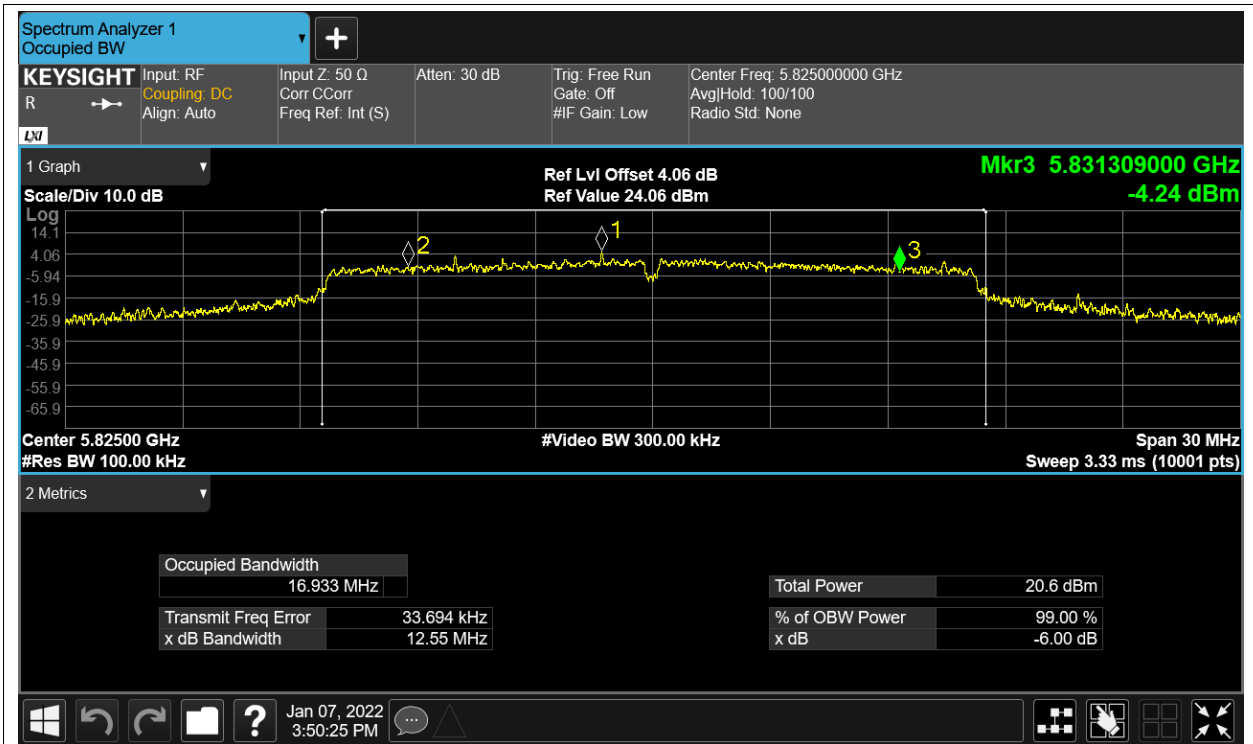 Spectrum Analyzer 1
Occupied BW
KEYSIGHT
R
LXI
Input: RF
Coupling: DC
Align: Auto
Input Z: 50 Ω
Corr CCorr
Freq Ref: Int (S)
Atten: 30 dB
Trig: Free Run
Gate: Off
#IF Gain: Low
Center Freq: 5.825000000 GHz
Avg|Hold: 100/100
Radio Std: None
1 Graph
Scale/Div 10.0 dB
Ref Lvl Offset 4.06 dB
Ref Value 24.06 dBm
Mkr3 5.831309000 GHz
-4.24 dBm
Log
14.1
4.06
-5.94
-15.9
-25.9
-35.9
-45.9
-55.9
-65.9
2
1
3
Center 5.82500 GHz
#Res BW 100.00 kHz
#Video BW 300.00 kHz
Span 30 MHz
Sweep 3.33 ms (10001 pts)
2 Metrics
Occupied Bandwidth
16.933 MHz
Transmit Freq Error 33.694 kHz
x dB Bandwidth 12.55 MHz
Total Power 20.6 dBm
% of OBW Power 99.00 %
x dB -6.00 dB
?
Jan 07, 2022
3:50:25 PM